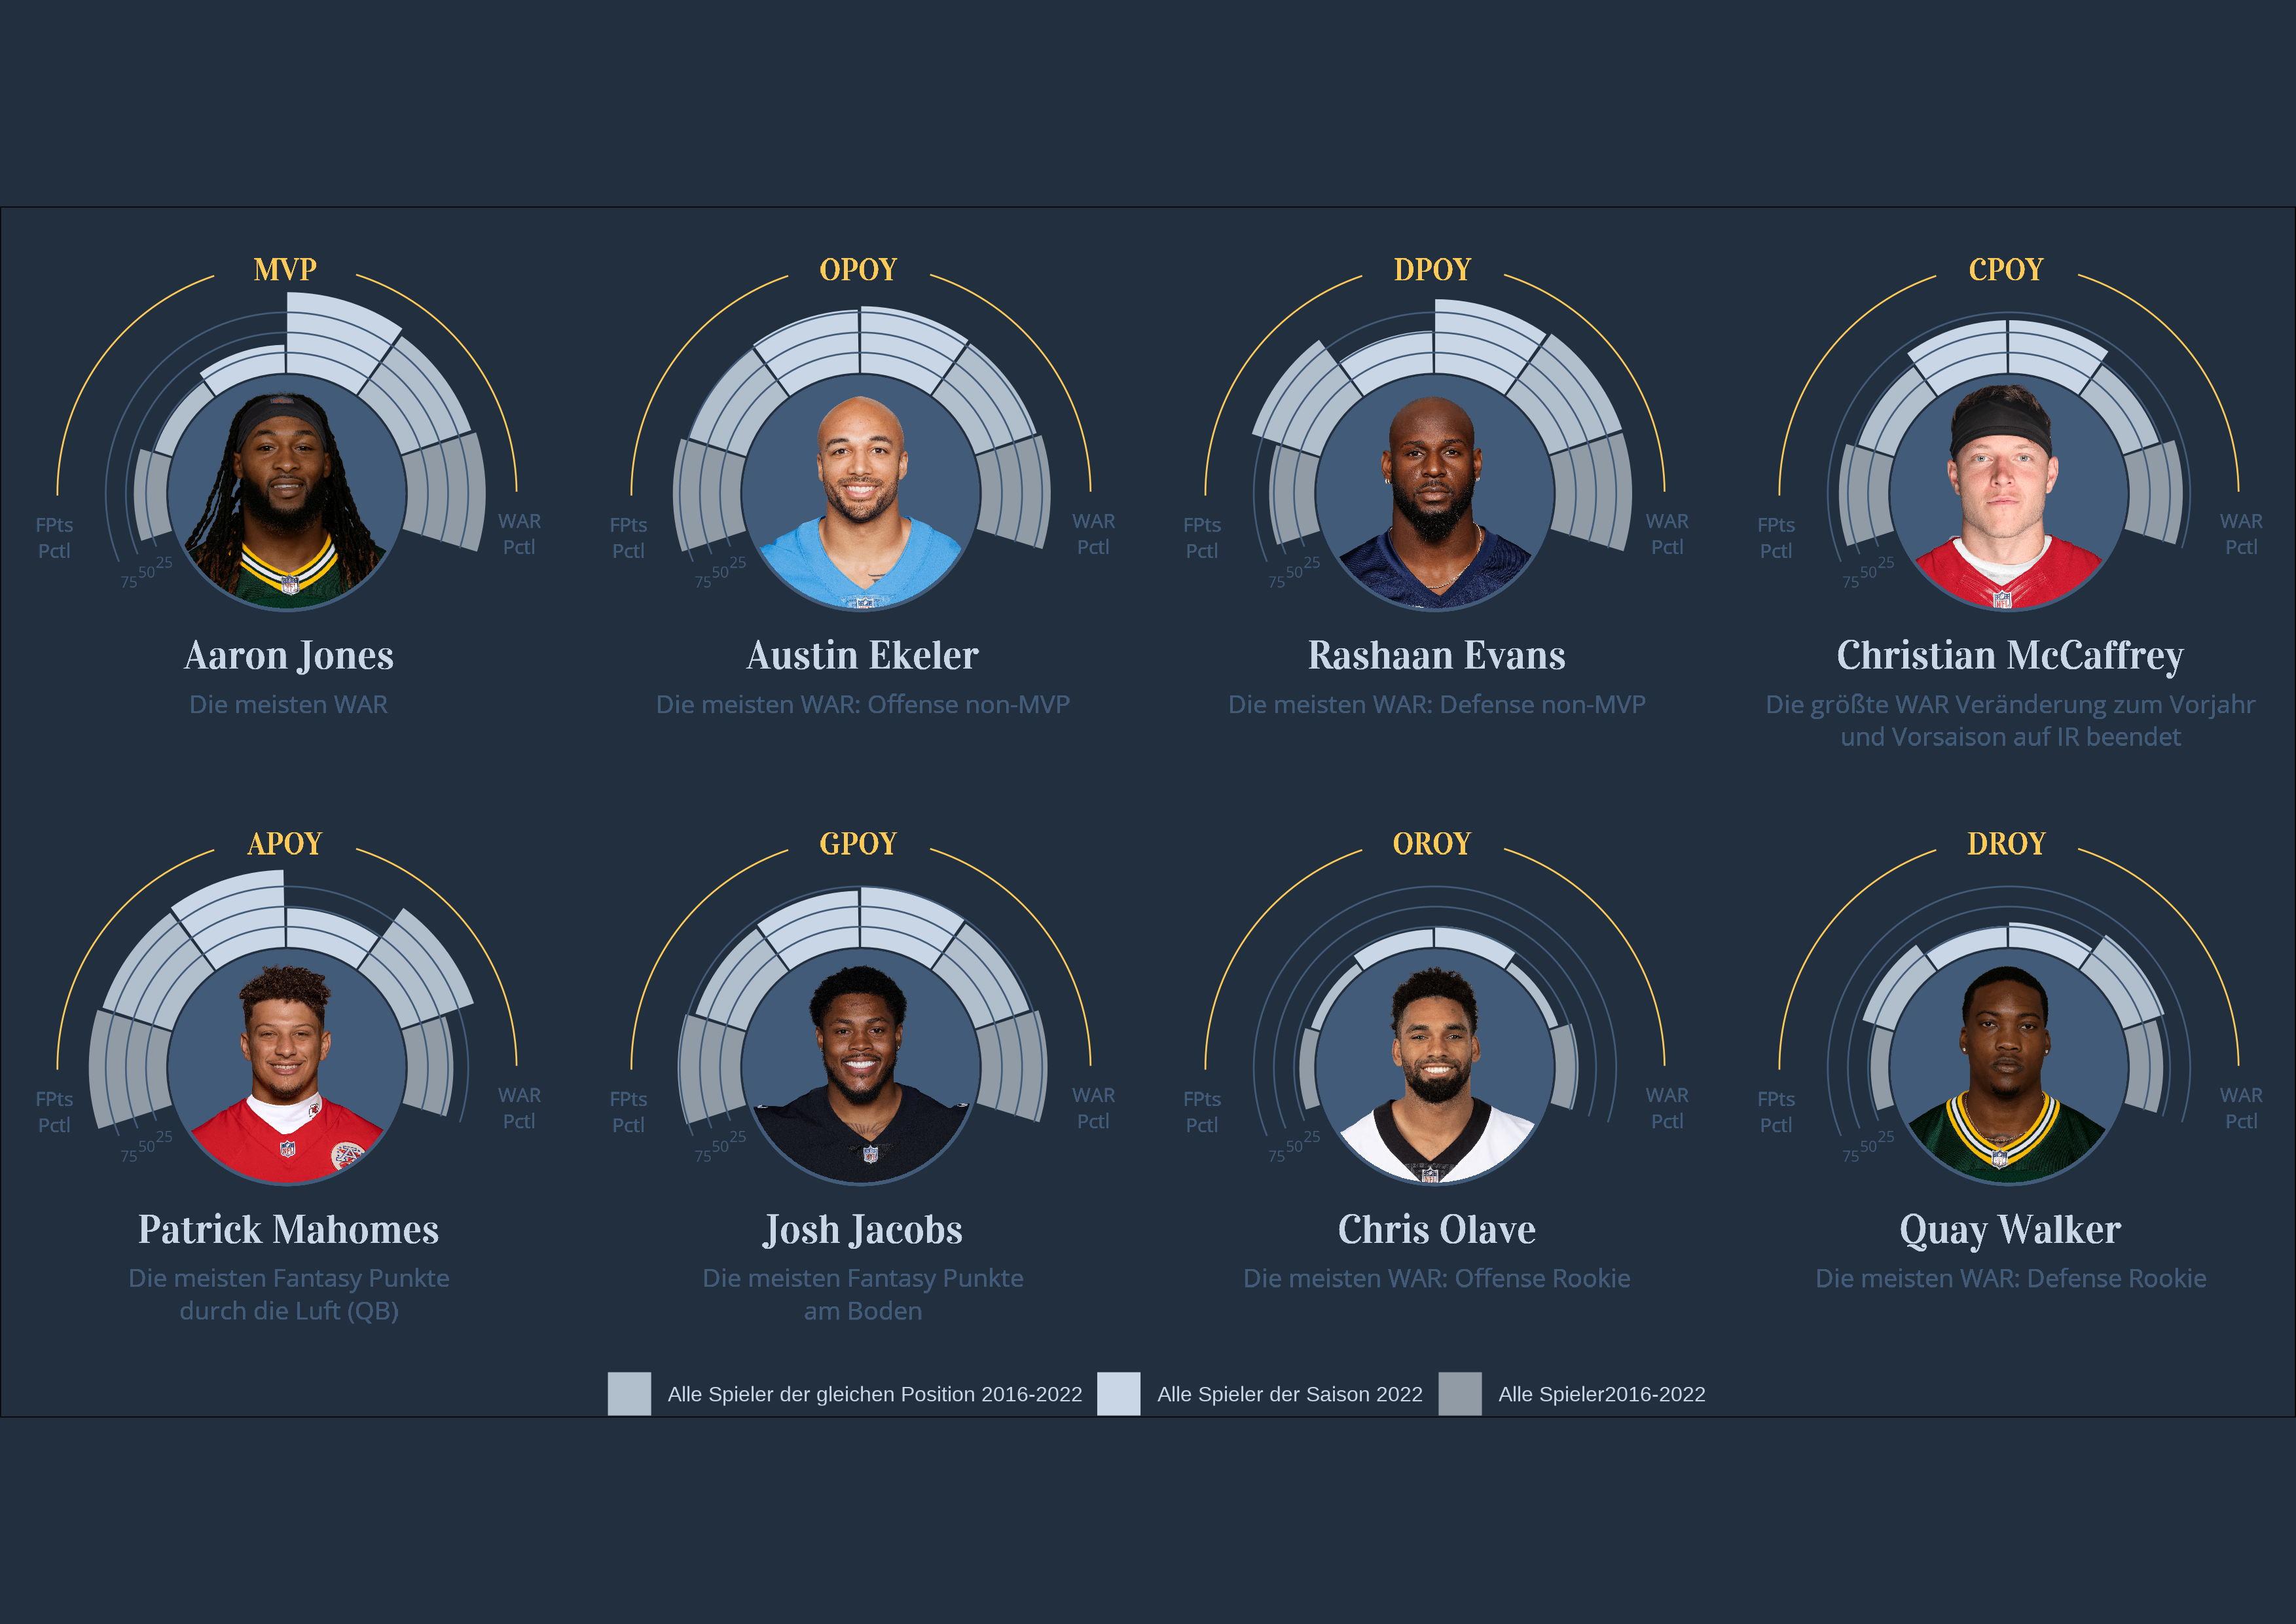 MVP
OPOY
DPOY
CPOY
FPts
Pctl
75 50 25
WAR
Pctl
FPts
Pctl
75 50 25
WAR
Pctl
FPts
Pctl
75 50 25
WAR
Pctl
FPts
Pctl
75 50 25
WAR
Pctl
Aaron Jones
Die meisten WAR
Austin Ekeler
Die meisten WAR: Offense non-MVP
Rashaan Evans
Die meisten WAR: Defense non-MVP
Christian McCaffrey
Die größte WAR Veränderung zum Vorjahr
und Vorsaison auf IR beendet
APOY
GPOY
OROY
DROY
FPts
Pctl
75 50 25
WAR
Pctl
FPts
Pctl
75 50 25
WAR
Pctl
FPts
Pctl
75 50 25
WAR
Pctl
FPts
Pctl
75 50 25
WAR
Pctl
Patrick Mahomes
Die meisten Fantasy Punkte
durch die Luft (QB)
Josh Jacobs
Die meisten Fantasy Punkte
am Boden
Chris Olave
Die meisten WAR: Offense Rookie
Quay Walker
Die meisten WAR: Defense Rookie
Alle Spieler der gleichen Position 2016-2022
Alle Spieler der Saison 2022
Alle Spieler2016-2022